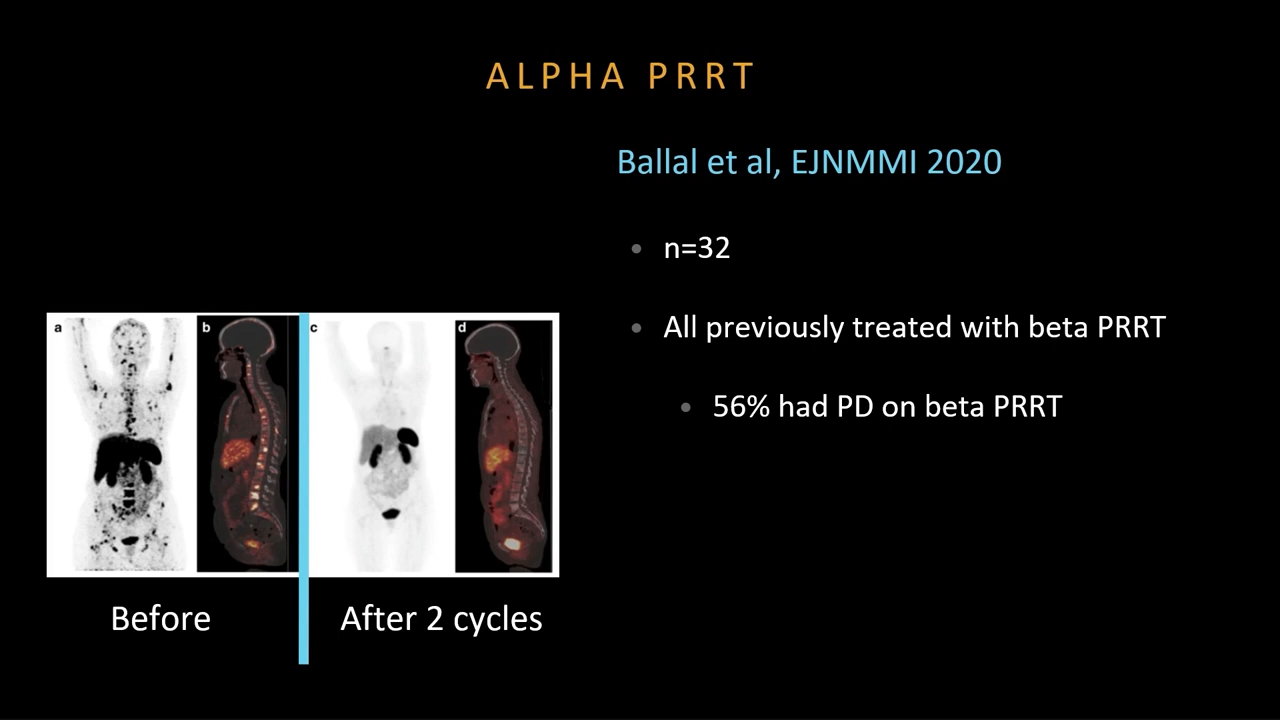 ALPHA PRRT
Ballal et al, EJNMMI 2020
n=32
All previously treated with beta PRRT
56% had PD on beta PRRT
a b c d
Before After 2 cycles